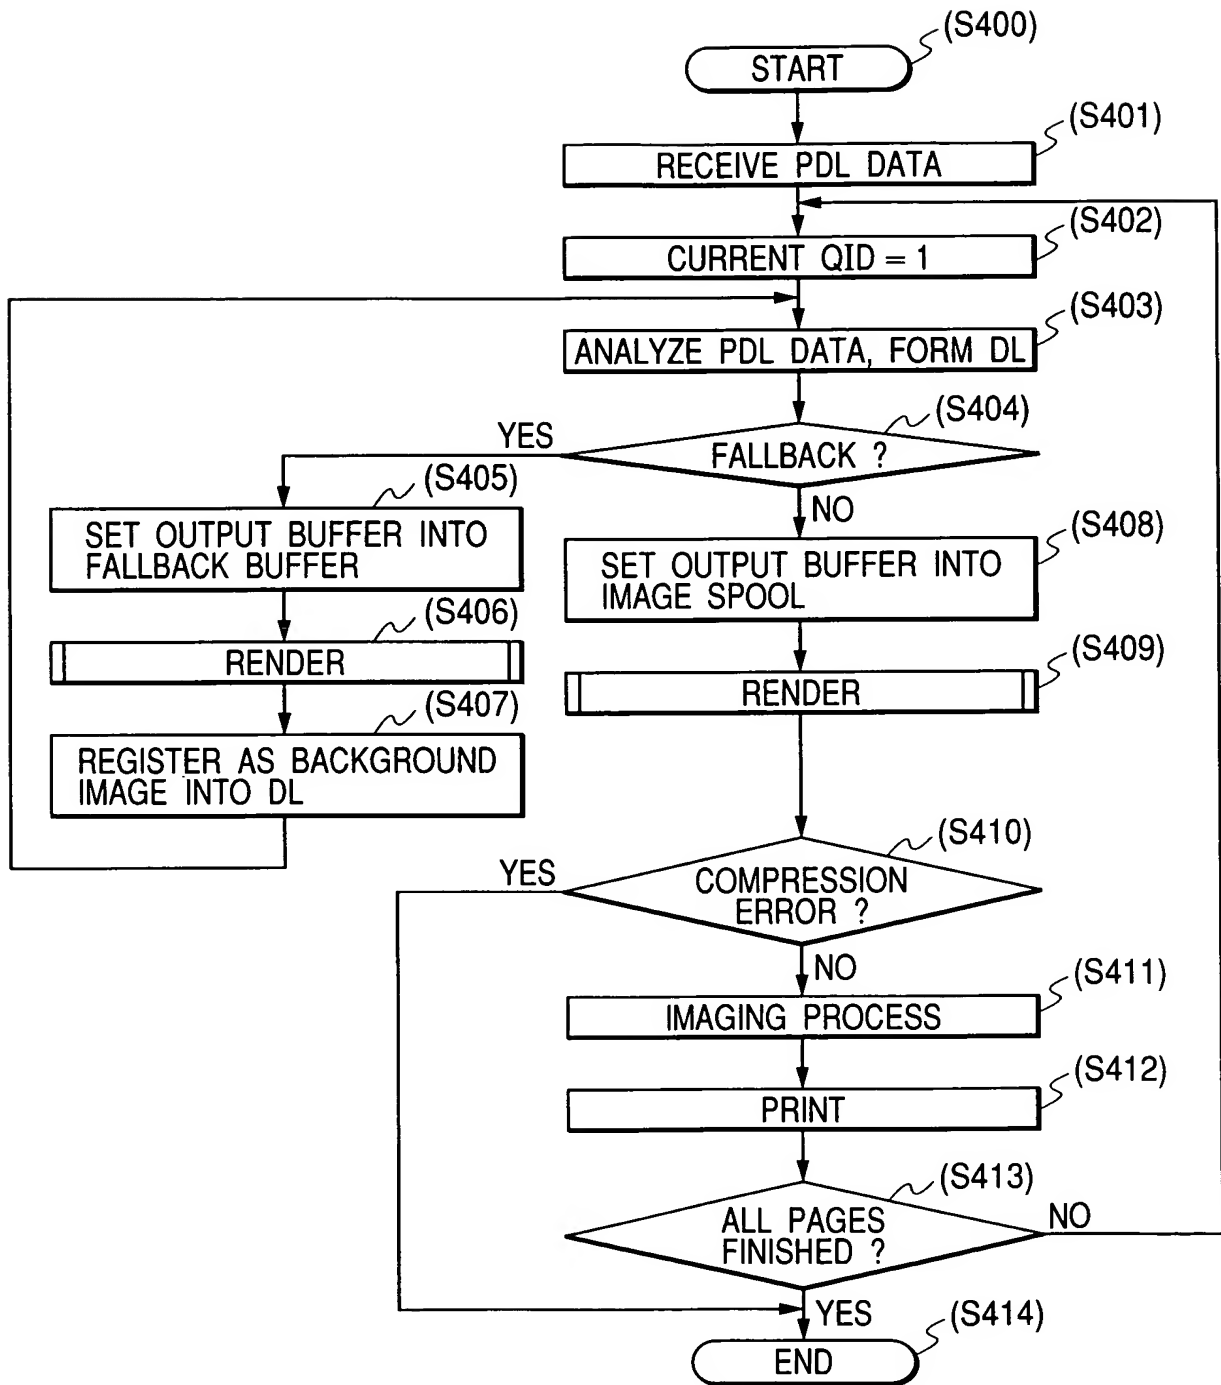 (S400)
START
(S401)
RECEIVE PDL DATA
(S402)
CURRENT QID = 1
(S403)
ANALYZE PDL DATA, FORM DL
(S404)
FALLBACK ?
YES
NO
(S405)
SET OUTPUT BUFFER INTO
FALLBACK BUFFER
(S406)
RENDER
(S407)
REGISTER AS BACKGROUND
IMAGE INTO DL
(S408)
SET OUTPUT BUFFER INTO
IMAGE SPOOL
(S409)
RENDER
(S410)
COMPRESSION
ERROR ?
YES
NO
(S411)
IMAGING PROCESS
(S412)
PRINT
(S413)
ALL PAGES
FINISHED ?
NO
YES
(S414)
END